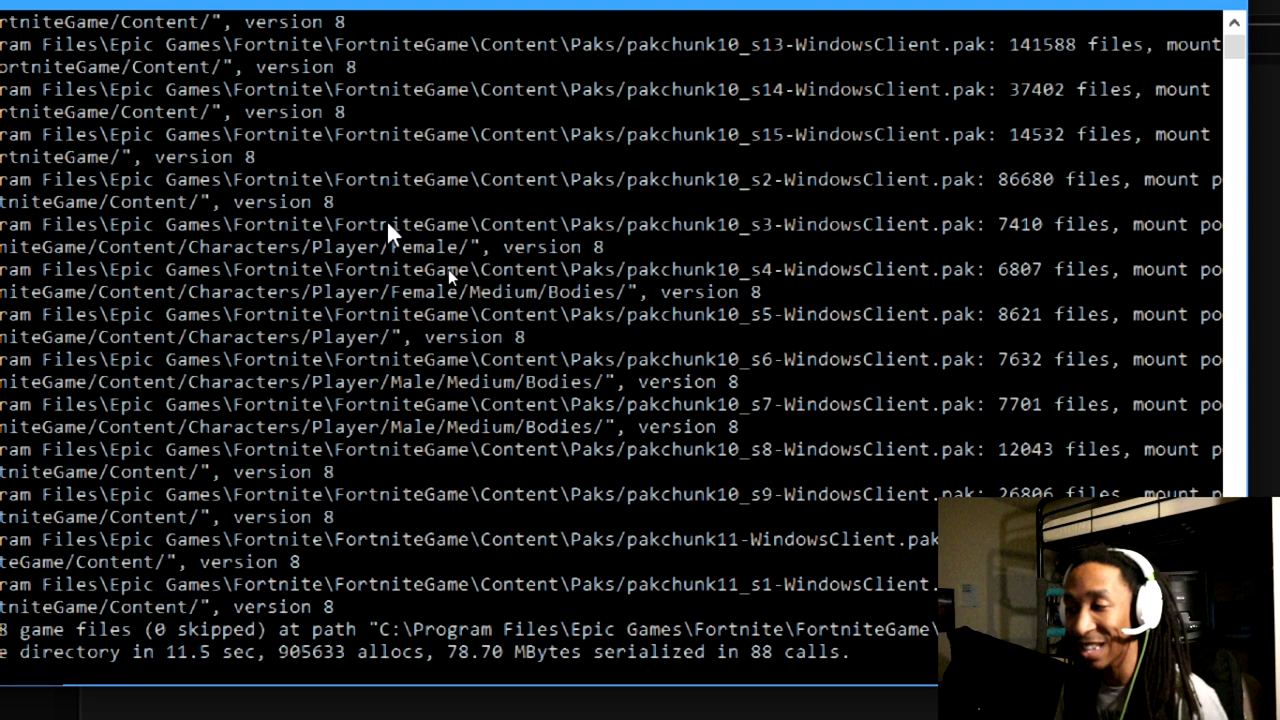 rtniteGame/Content/", version 8
ram Files\Epic Games\Fortnite\FortniteGame\Content\Paks/pakchunk10_s13-WindowsClient.pak: 141588 files, mount
ortniteGame/Content/", version 8
ram Files\Epic Games\Fortnite\FortniteGame\Content\Paks/pakchunk10_s14-WindowsClient.pak: 37402 files, mount
ortniteGame/Content/", version 8
ram Files\Epic Games\Fortnite\FortniteGame\Content\Paks/pakchunk10_s15-WindowsClient.pak: 14532 files, mount
rtniteGame/", version 8
ram Files\Epic Games\Fortnite\FortniteGame\Content\Paks/pakchunk10_s2-WindowsClient.pak: 86680 files, mount p
tniteGame/Content/", version 8
ram Files\Epic Games\Fortnite\FortniteGame\Content\Paks/pakchunk10_s3-WindowsClient.pak: 7410 files, mount po
niteGame/Content/Characters/Player/Female/", version 8
ram Files\Epic Games\Fortnite\FortniteGame\Content\Paks/pakchunk10_s4-WindowsClient.pak: 6807 files, mount po
niteGame/Content/Characters/Player/Female/Medium/Bodies/", version 8
ram Files\Epic Games\Fortnite\FortniteGame\Content\Paks/pakchunk10_s5-WindowsClient.pak: 8621 files, mount po
niteGame/Content/Characters/Player/", version 8
ram Files\Epic Games\Fortnite\FortniteGame\Content\Paks/pakchunk10_s6-WindowsClient.pak: 7632 files, mount po
niteGame/Content/Characters/Player/Male/Medium/Bodies/", version 8
ram Files\Epic Games\Fortnite\FortniteGame\Content\Paks/pakchunk10_s7-WindowsClient.pak: 7701 files, mount po
niteGame/Content/Characters/Player/Male/Medium/Bodies/", version 8
ram Files\Epic Games\Fortnite\FortniteGame\Content\Paks/pakchunk10_s8-WindowsClient.pak: 12043 files, mount p
tniteGame/Content/", version 8
ram Files\Epic Games\Fortnite\FortniteGame\Content\Paks/pakchunk10_s9-WindowsClient.pak: 26806 files, mount p
tniteGame/Content/", version 8
ram Files\Epic Games\Fortnite\FortniteGame\Content\Paks/pakchunk11-WindowsClient.pak
teGame/Content/", version 8
ram Files\Epic Games\Fortnite\FortniteGame\Content\Paks/pakchunk11_s1-WindowsClient.
tniteGame/Content/", version 8
8 game files (0 skipped) at path "C:\Program Files\Epic Games\Fortnite\FortniteGame\
e directory in 11.5 sec, 905633 allocs, 78.70 MBytes serialized in 88 calls.